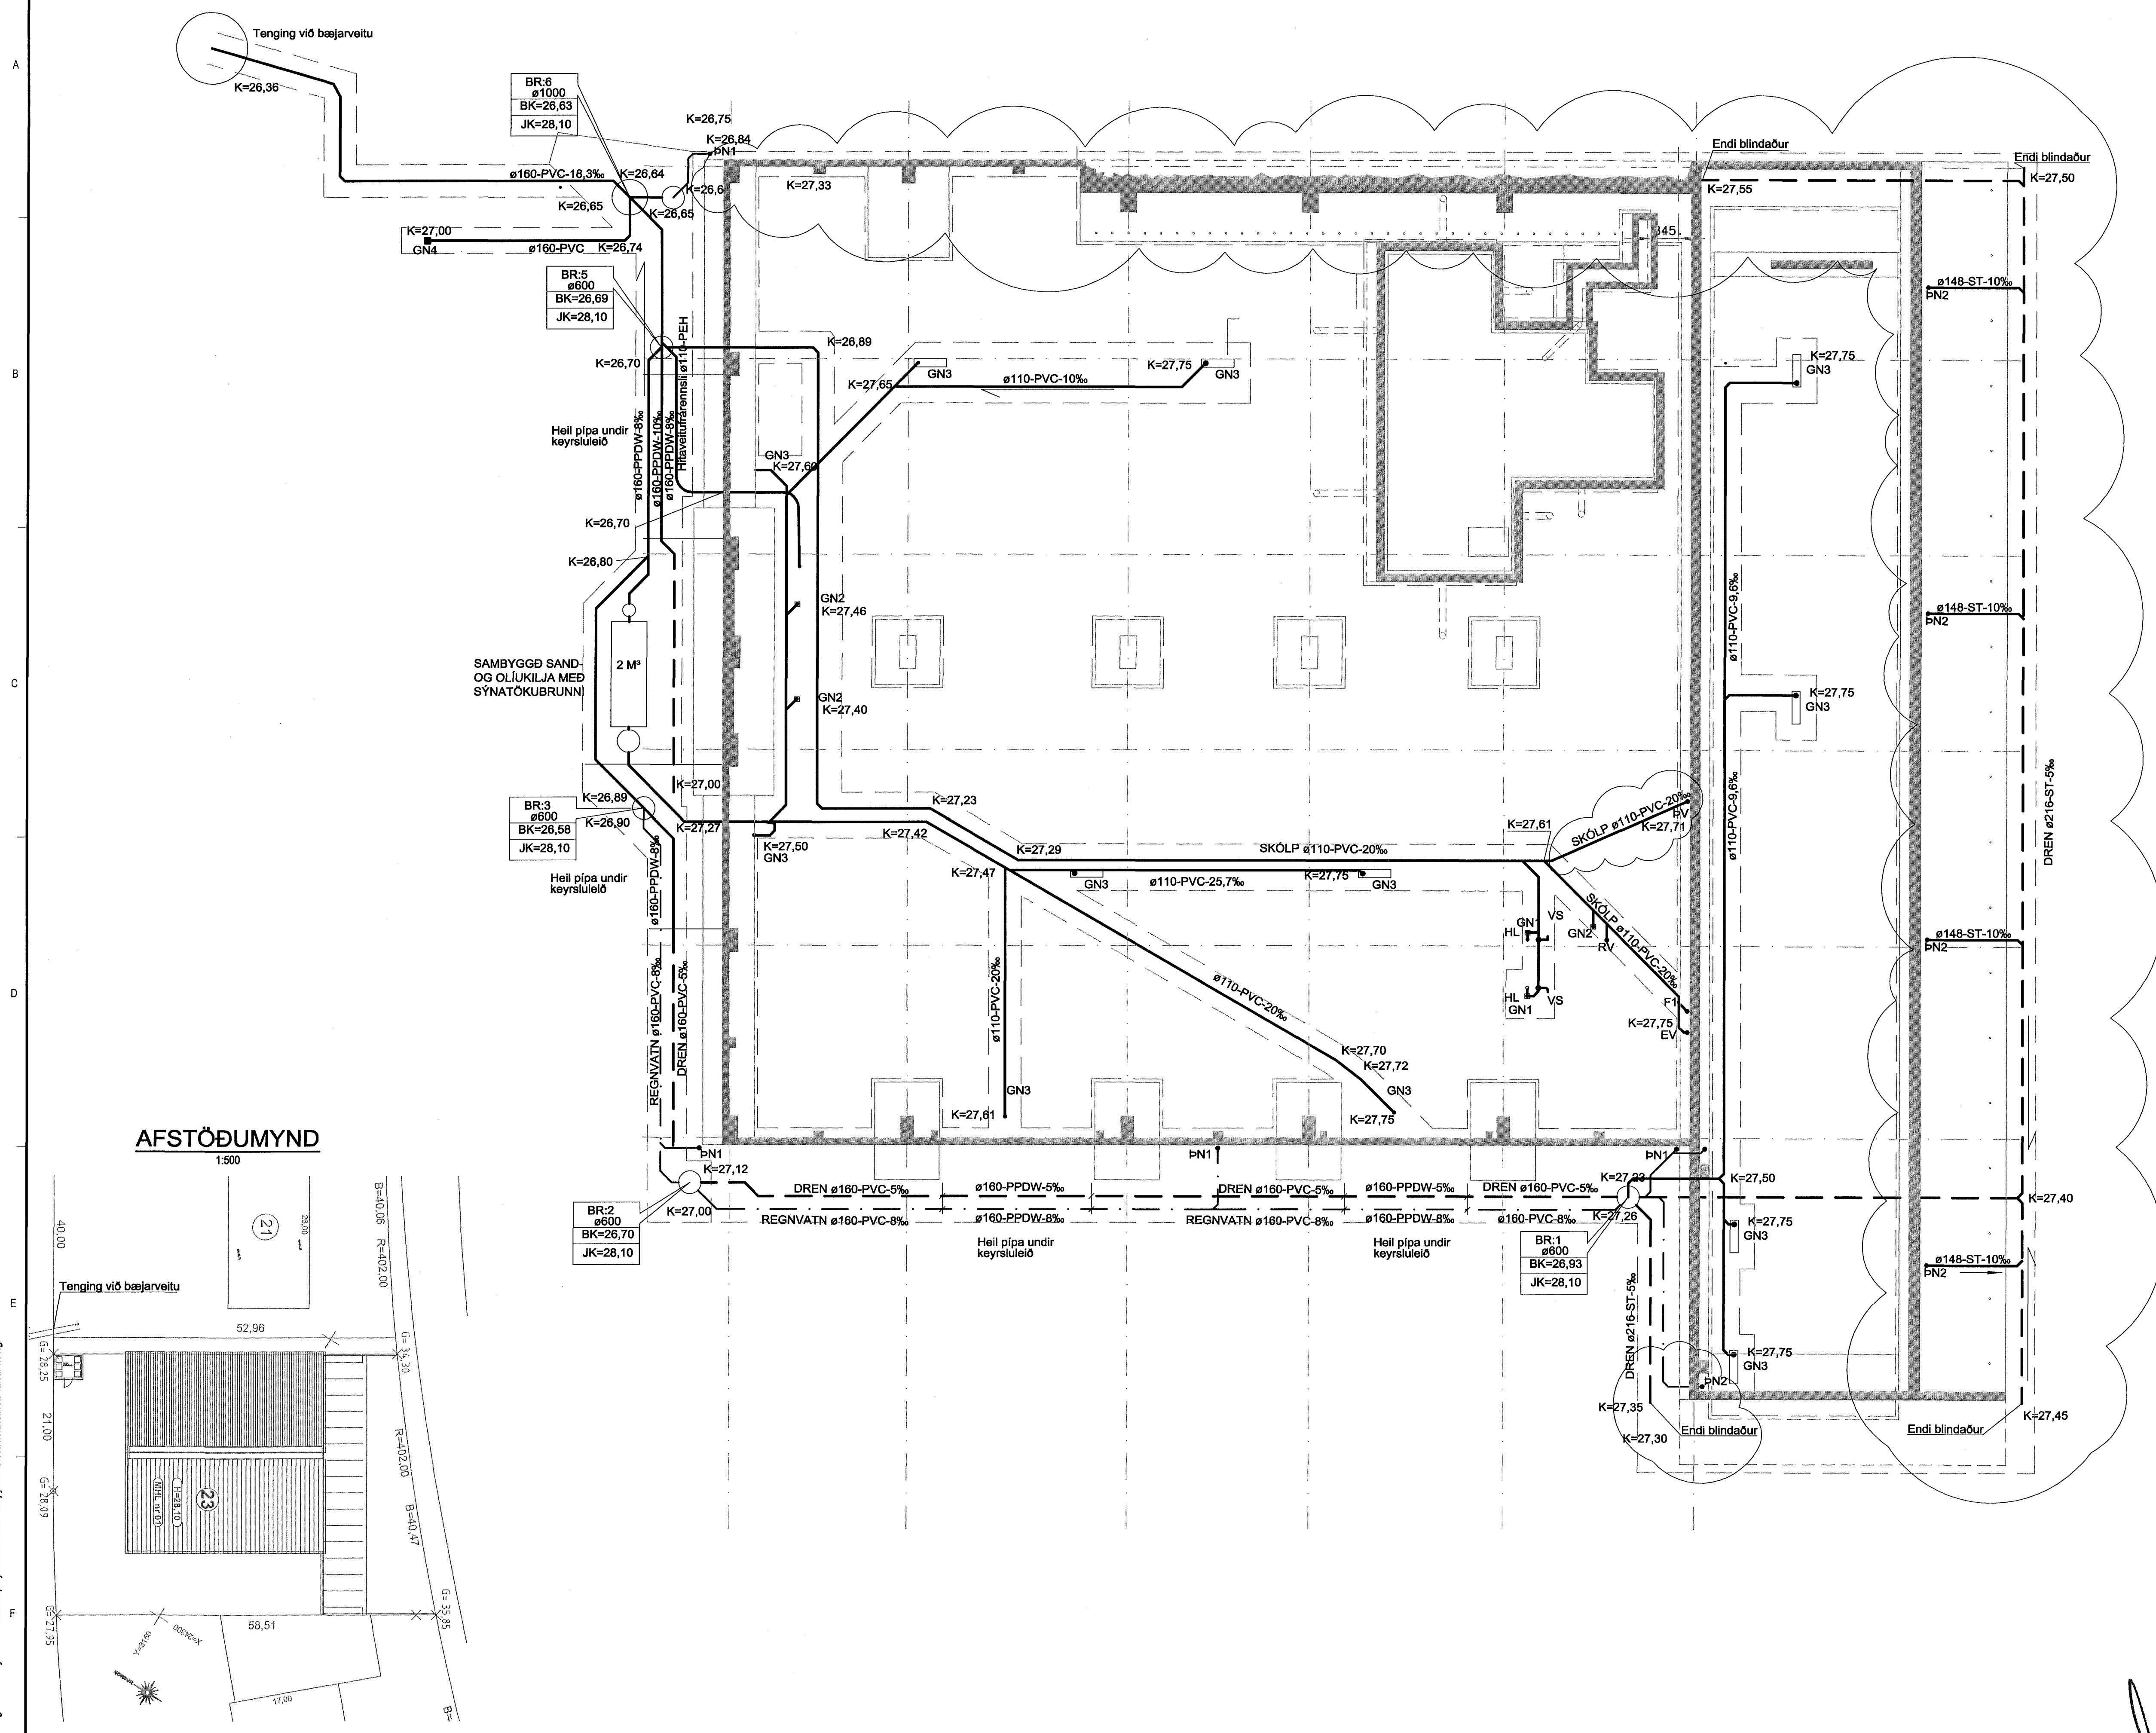 A
B
C
D
E
F
Tenging við bæjarveitu
K=26,36
BR:6
ø1000
BK=26,63
JK=28,10
K=26,75
K=26,84
ÞN1
ø160-PVC-18,3‰
K=26,64
K=26,65
K=26,65
K=27,33
K=27,00
GN4
ø160-PVC
K=26,74
BR:5
ø600
BK=26,69
JK=28,10
K=26,70
Hitaveitufrárennsli ø110-PEH
ø160-PPDW-8‰
ø160-PPDW-10‰
ø160-PPDW-8‰
Heil pípa undir
keyrsluleið
K=26,70
K=26,80
K=26,89
K=27,65
GN3
ø110-PVC-10‰
K=27,75
GN3
GN3
K=27,60
GN2
K=27,46
GN2
K=27,40
SAMBYGGÐ SAND-
OG OLÍUKILJA MEÐ
SÝNATÖKUBRUNNI
2 M³
K=27,00
BR:3
ø600
BK=26,58
JK=28,10
K=26,89
K=26,90
K=27,27
Heil pípa undir
keyrsluleið
ø160-PPDW-8‰
REGNVATN ø160-PVC-8‰
DREN ø160-PVC-5‰
K=27,50
GN3
K=27,23
K=27,42
K=27,29
K=27,47
SKÓLP ø110-PVC-20‰
GN3
ø110-PVC-25,7‰
K=27,75
GN3
K=27,61
SKÓLP ø110-PVC-20‰
ÞV
K=27,71
SKÓLP ø110-PVC-20‰
GN1
HL
VS
GN2
RV
HL
GN1
VS
F1
K=27,75
EV
ø110-PVC-20‰
ø110-PVC-20‰
K=27,70
K=27,72
GN3
K=27,75
GN3
K=27,61
Endi blindaður
K=27,55
Endi blindaður
K=27,50
ø148-ST-10‰
ÞN2
K=27,75
GN3
ø110-PVC-9,6‰
ø148-ST-10‰
ÞN2
K=27,75
GN3
ø110-PVC-9,6‰
DREN ø216-ST-5‰
ø148-ST-10‰
ÞN2
ÞN1
K=27,12
K=27,00
BR:2
ø600
BK=26,70
JK=28,10
DREN ø160-PVC-5‰
ø160-PPDW-5‰
DREN ø160-PVC-5‰
ø160-PPDW-5‰
DREN ø160-PVC-5‰
REGNVATN ø160-PVC-8‰
ø160-PPDW-8‰
REGNVATN ø160-PVC-8‰
ø160-PPDW-8‰
ø160-PVC-8‰
ÞN1
ÞN1
Heil pípa undir
keyrsluleið
Heil pípa undir
keyrsluleið
K=27,23
K=27,26
K=27,50
K=27,40
BR:1
ø600
BK=26,93
JK=28,10
K=27,75
GN3
ø148-ST-10‰
ÞN2
DREN ø216-ST-5‰
K=27,75
GN3
ÞN2
K=27,35
Endi blindaður
K=27,30
Endi blindaður
K=27,45
AFSTÖÐUMYND
1:500
40,00
21
28,00
B=40,06 R=402,00
Tenging við bæjarveitu
52,96
G= 34,30
G= 28,25
21,00
G= 28,09
23
H=28,10
MHL nr 01
R=402,00
B=40,47
G= 35,85
G= 27,95
58,51
X=24300
Y=8150
NORÐUR
17,00
B=